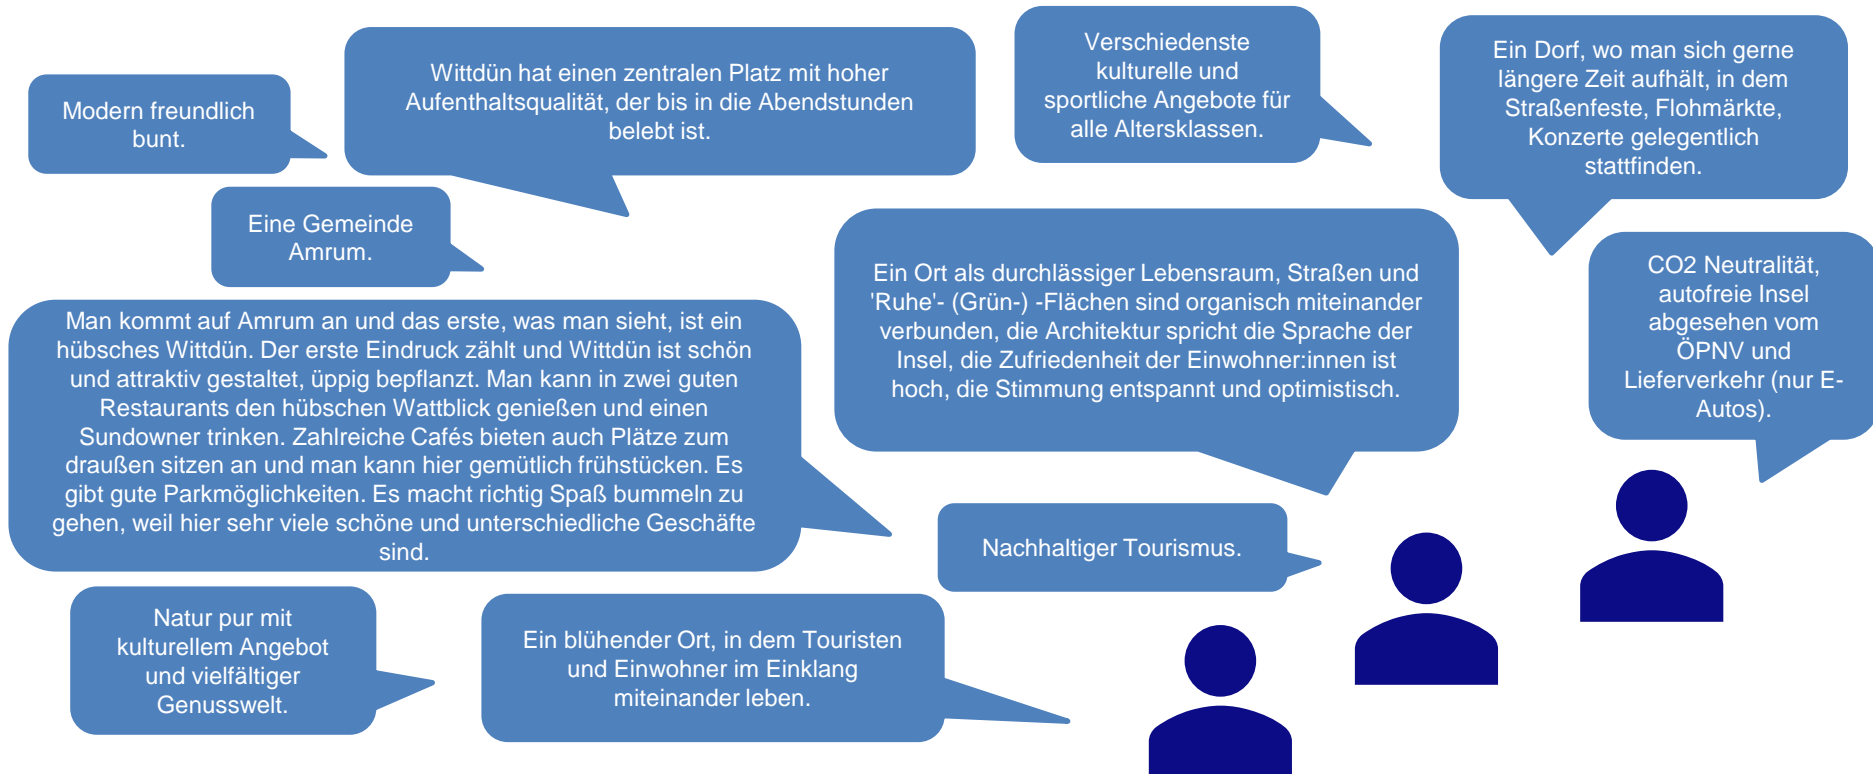 Modern freundlich
bunt.
Wittdün hat einen zentralen Platz mit hoher
Aufenthaltsqualität, der bis in die Abendstunden
belebt ist.
Verschiedenste
kulturelle und
sportliche Angebote für
alle Altersklassen.
Ein Dorf, wo man sich gerne
längere Zeit aufhält, in dem
Straßenfeste, Flohmärkte,
Konzerte gelegentlich
stattfinden.
Eine Gemeinde
Amrum.
Ein Ort als durchlässiger Lebensraum, Straßen und
'Ruhe'- (Grün-) -Flächen sind organisch miteinander
verbunden, die Architektur spricht die Sprache der
Insel, die Zufriedenheit der Einwohner:innen ist
hoch, die Stimmung entspannt und optimistisch.
CO2 Neutralität,
autofreie Insel
abgesehen vom
ÖPNV und
Lieferverkehr (nur E-
Autos).
Man kommt auf Amrum an und das erste, was man sieht, ist ein
hübsches Wittdün. Der erste Eindruck zählt und Wittdün ist schön
und attraktiv gestaltet, üppig bepflanzt. Man kann in zwei guten
Restaurants den hübschen Wattblick genießen und einen
Sundowner trinken. Zahlreiche Cafés bieten auch Plätze zum
draußen sitzen an und man kann hier gemütlich frühstücken. Es
gibt gute Parkmöglichkeiten. Es macht richtig Spaß bummeln zu
gehen, weil hier sehr viele schöne und unterschiedliche Geschäfte
sind.
Nachhaltiger Tourismus.
Natur pur mit
kulturellem Angebot
und vielfältiger
Genusswelt.
Ein blühender Ort, in dem Touristen
und Einwohner im Einklang
miteinander leben.